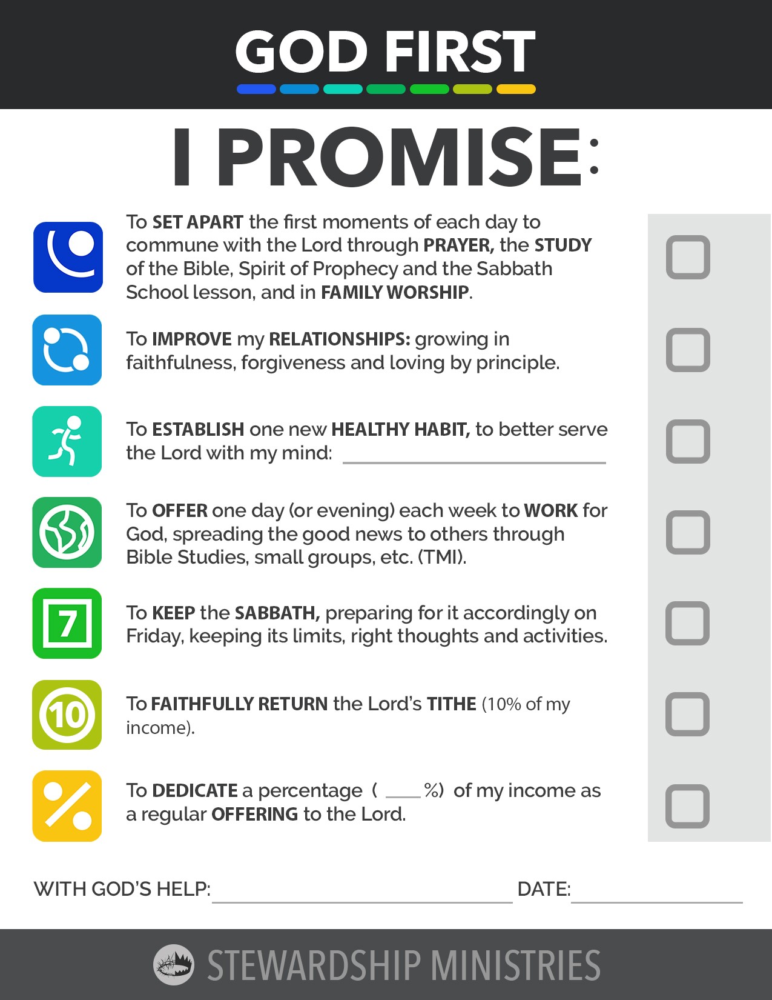 GOD FIRST
I PROMISE:
To SET APART the first moments of each day to
commune with the Lord through PRAYER, the STUDY
of the Bible, Spirit of Prophecy and the Sabbath
School lesson, and in FAMILY WORSHIP.
To IMPROVE my RELATIONSHIPS: growing in
faithfulness, forgiveness and loving by principle.
To ESTABLISH one new HEALTHY HABIT, to better serve
the Lord with my mind: ____________________
To OFFER one day (or evening) each week to WORK for
God, spreading the good news to others through
Bible Studies, small groups, etc. (TMI).
7
To KEEP the SABBATH, preparing for it accordingly on
Friday, keeping its limits, right thoughts and activities.
10
To FAITHFULLY RETURN the Lord's TITHE (10% of my
income).
%
To DEDICATE a percentage ( ___%) of my income as
a regular OFFERING to the Lord.
WITH GOD'S HELP:____________________ DATE:____________
STEWARDSHIP MINISTRIES